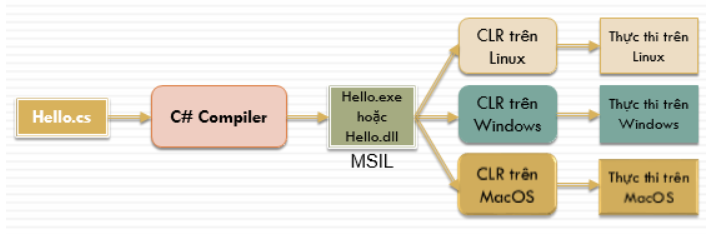 Hello.cs
C# Compiler
Hello.exe
hoặc
Hello.dll
MSIL
CLR trên
Linux
Thực thi trên
Linux
CLR trên
Windows
Thực thi trên
Windows
CLR trên
MacOS
Thực thi trên
MacOS